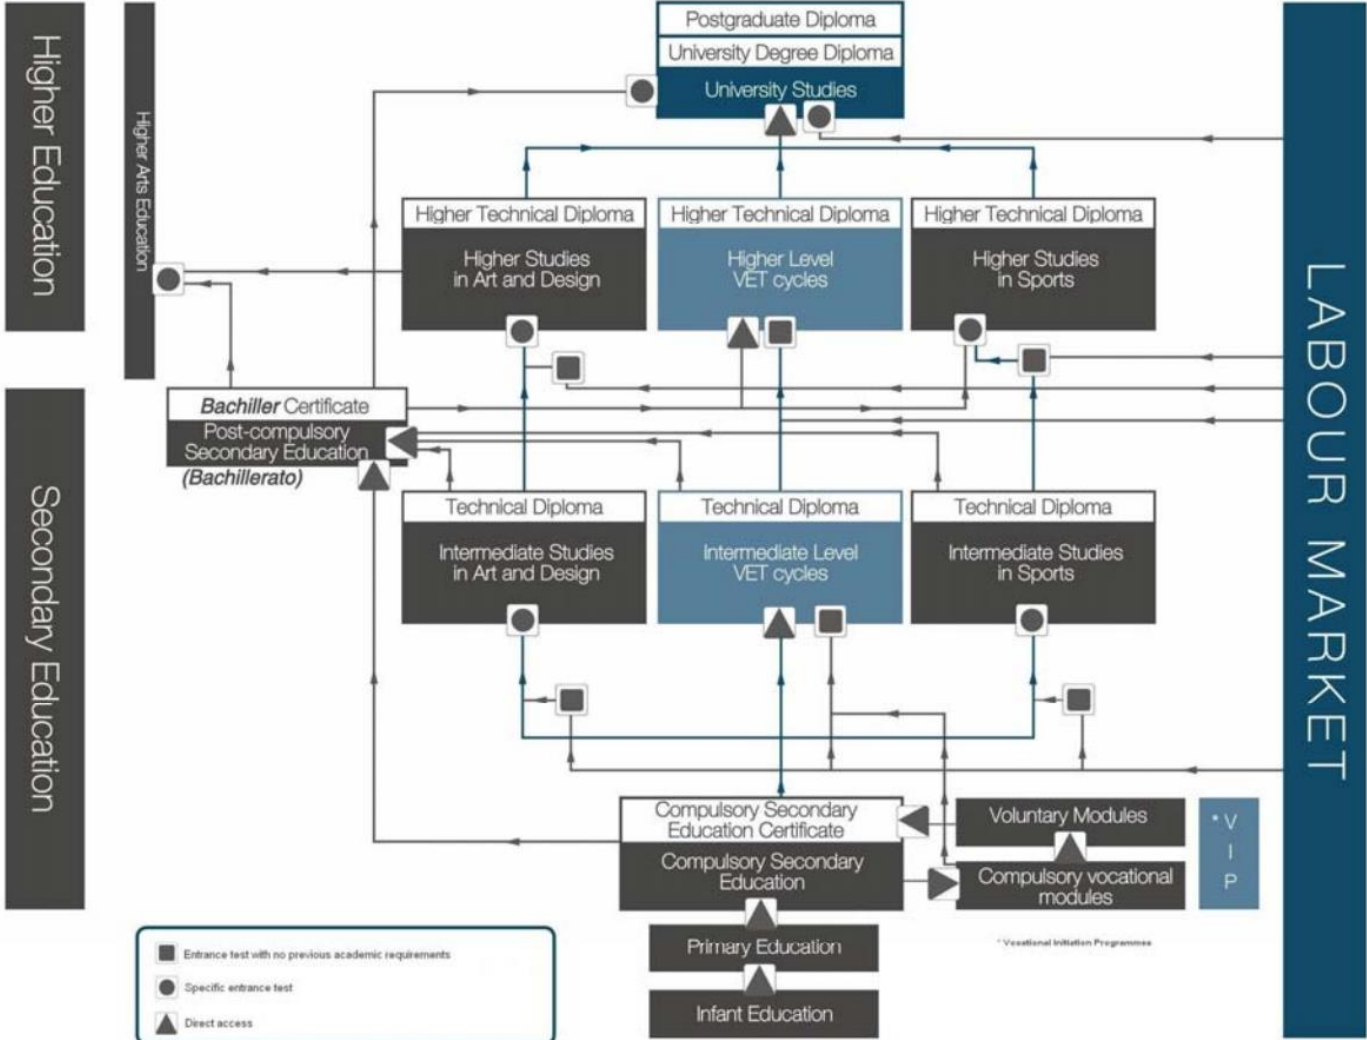 Higher Education
Higher Arts Education
Postgraduate Diploma
University Degree Diploma
University Studies
Higher Technical Diploma
Higher Studies
in Art and Design
Higher Technical Diploma
Higher Level
VET cycles
Higher Technical Diploma
Higher Studies
in Sports
LABOUR MARKET
Secondary Education
Bachiller Certificate
Post-compulsory
Secondary Education
(Bachillerato)
Technical Diploma
Intermediate Studies
in Art and Design
Technical Diploma
Intermediate Level
VET cycles
Technical Diploma
Intermediate Studies
in Sports
Compulsory Secondary
Education Certificate
Compulsory Secondary
Education
Voluntary Modules
Compulsory vocational
modules
* V
I
P
Primary Education
Infant Education
* Vocational Initiation Programmes
Entrance test with no previous academic requirements
Specific entrance test
Direct access